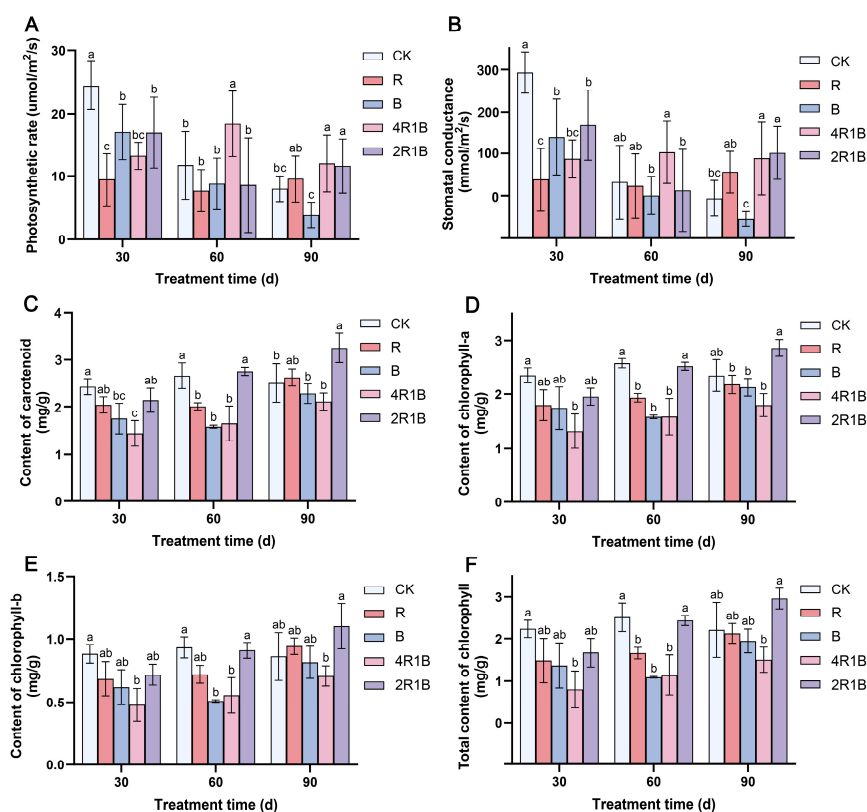 A
Photosynthetic rate (umol/m²/s)
30
20
10
0
a
c
b
bc
b
b
b
b
a
b
bc
ab
c
a
a
30
60
90
Treatment time (d)
CK
R
B
4R1B
2R1B
B
Stomatal conductance
(mmol/m²/s)
300
200
100
0
a
c
b
bc
b
ab
ab
b
a
b
bc
ab
c
a
a
30
60
90
Treatment time (d)
CK
R
B
4R1B
2R1B
C
Content of carotenoid
(mg/g)
4
3
2
1
0
a
ab
bc
c
ab
a
b
b
b
a
b
ab
b
b
a
30
60
90
Treatment time (d)
CK
R
B
4R1B
2R1B
D
Content of chlorophyll-a
(mg/g)
3
2
1
0
a
ab
ab
b
ab
a
b
b
b
a
ab
ab
ab
b
a
30
60
90
Treatment time (d)
CK
R
B
4R1B
2R1B
E
Content of chlorophyll-b
(mg/g)
1.5
1.0
0.5
0.0
a
ab
ab
b
ab
a
ab
b
b
a
ab
ab
ab
b
a
30
60
90
Treatment time (d)
CK
R
B
4R1B
2R1B
F
Total content of chlorophyll
(mg/g)
3
2
1
0
a
ab
ab
b
ab
a
ab
b
b
a
ab
ab
ab
b
a
30
60
90
Treatment time (d)
CK
R
B
4R1B
2R1B